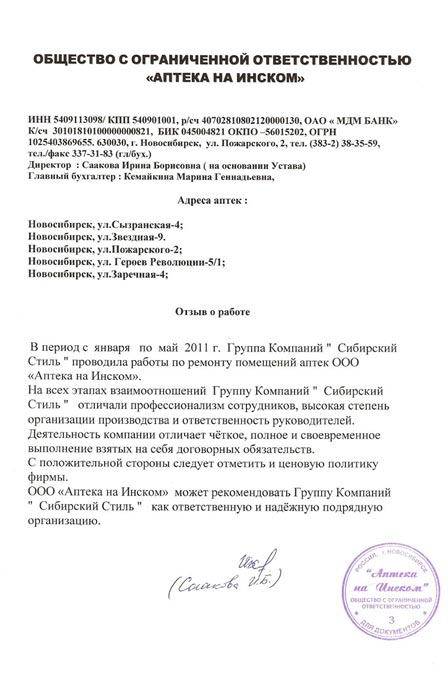 ОБЩЕСТВО С ОГРАНИЧЕННОЙ ОТВЕТСТВЕННОСТЬЮ
«АПТЕКА НА ИНСКОМ»
ИНН 5409113098/ КПП 540901001, р/сч 40702810802120000130, ОАО « МДМ БАНК»
К/сч 30101810100000000821, БИК 045004821 ОКПО –56015202, ОГРН
1025403869655. 630030, г. Новосибирск, ул. Пожарского, 2, тел. (383-2) 38-35-59,
тел./факс 337-31-83 (гл/бух.)
Директор : Саакова Ирина Борисовна ( на основании Устава)
Главный бухгалтер : Кемайкина Марина Геннадьевна,
Адреса аптек :
Новосибирск, ул.Сызранская-4;
Новосибирск, ул.Звездная-9.
Новосибирск, ул.Пожарского-2;
Новосибирск, ул. Героев Революции-5/1;
Новосибирск, ул.Заречная-4;
Отзыв о работе
В период с января по май 2011 г. Группа Компаний " Сибирский
Стиль " проводила работы по ремонту помещений аптек ООО
«Аптека на Инском».
На всех этапах взаимоотношений Группу Компаний " Сибирский
Стиль " отличали профессионализм сотрудников, высокая степень
организации производства и ответственность руководителей.
Деятельность компании отличает чёткое, полное и своевременное
выполнение взятых на себя договорных обязательств.
С положительной стороны следует отметить и ценовую политику
фирмы.
ООО «Аптека на Инском» может рекомендовать Группу Компаний
" Сибирский Стиль " как ответственную и надёжную подрядную
организацию.
(Саакова И.Б.)
РОССИЯ, г. НОВОСИБИРСК
"Аптека
на Инском"
ОБЩЕСТВО С ОГРАНИЧЕННОЙ
ОТВЕТСТВЕННОСТЬЮ
3
ДЛЯ ДОКУМЕНТОВ